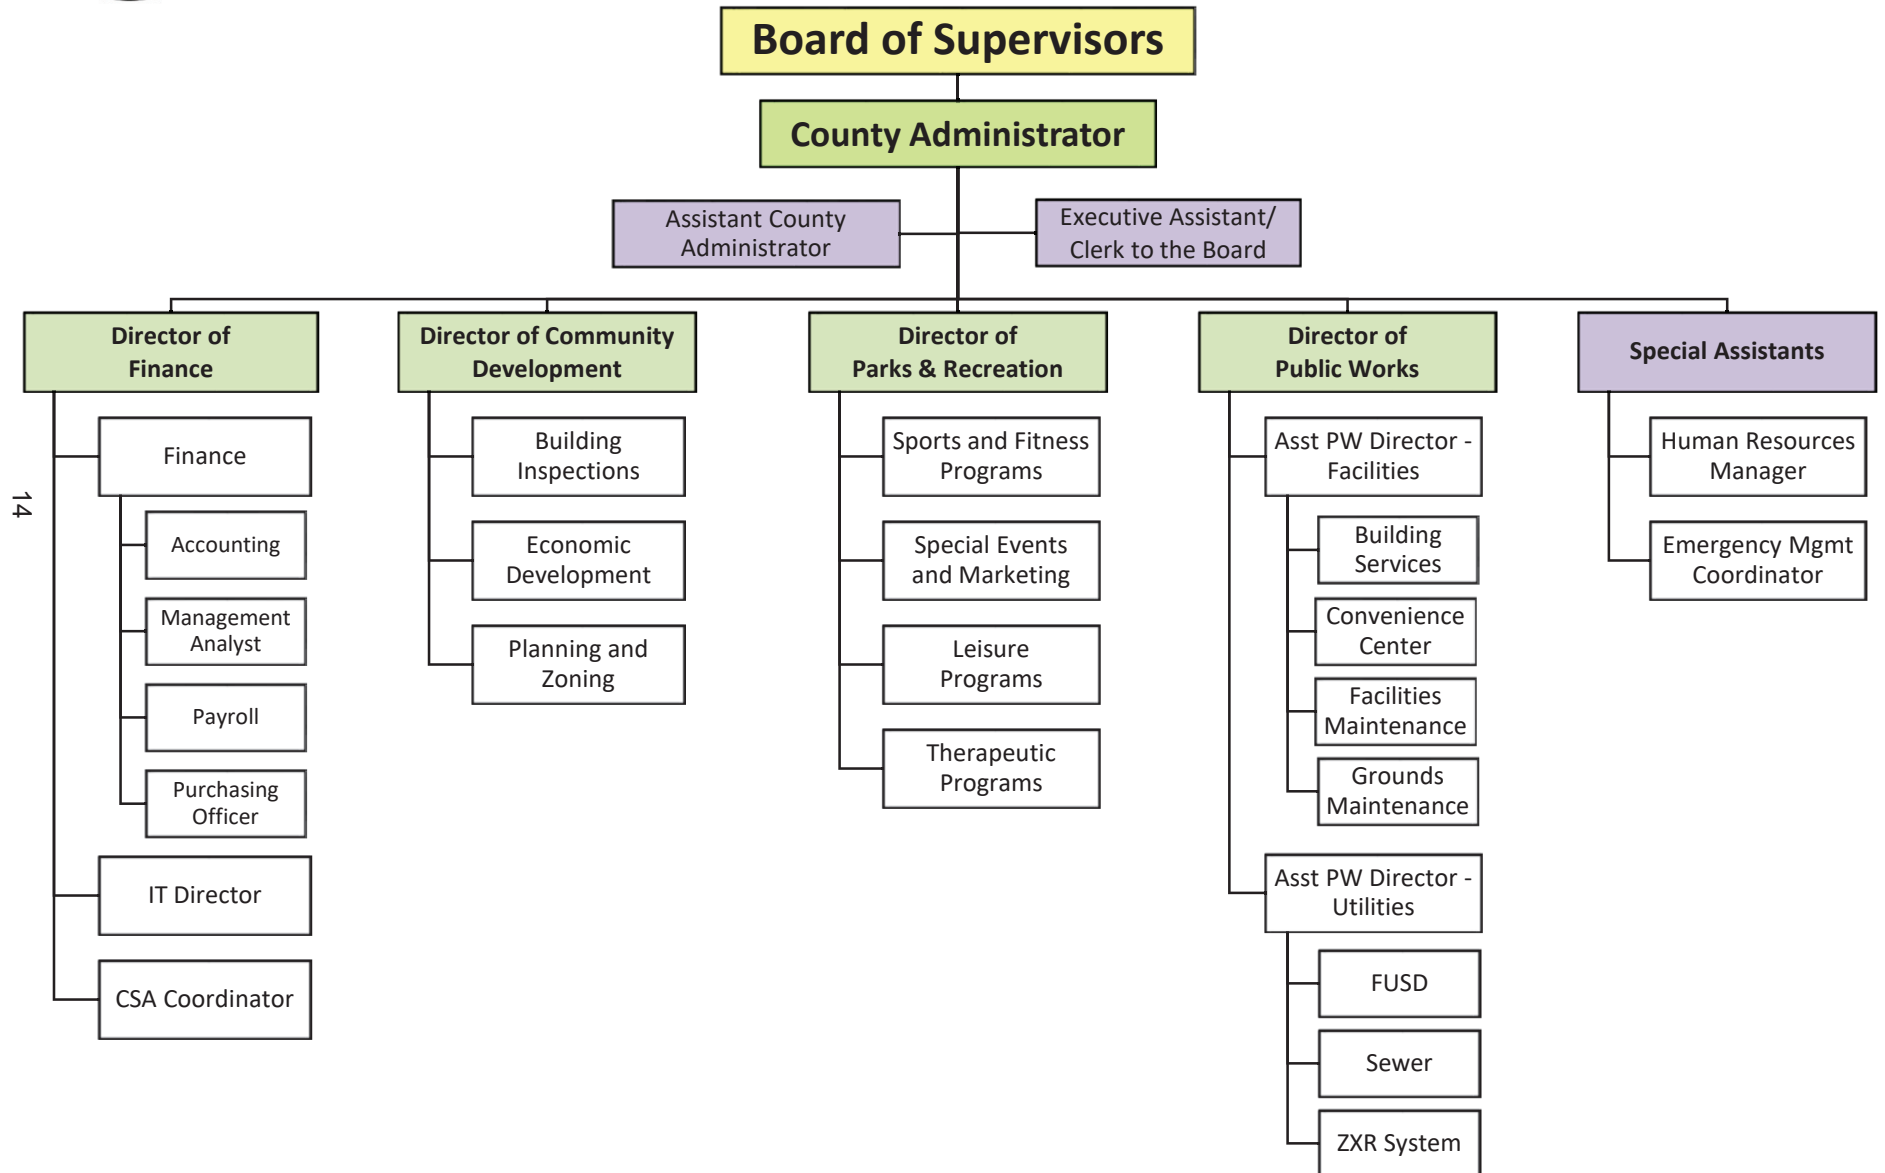 Board of Supervisors
County Administrator
Assistant County
Administrator
Executive Assistant/
Clerk to the Board
Director of
Finance
Finance
Accounting
Management
Analyst
Payroll
Purchasing
Officer
IT Director
CSA Coordinator
Director of Community
Development
Building
Inspections
Economic
Development
Planning and
Zoning
Director of
Parks & Recreation
Sports and Fitness
Programs
Special Events
and Marketing
Leisure
Programs
Therapeutic
Programs
Director of
Public Works
Asst PW Director -
Facilities
Building
Services
Convenience
Center
Facilities
Maintenance
Grounds
Maintenance
Asst PW Director -
Utilities
FUSD
Sewer
ZXR System
Special Assistants
Human Resources
Manager
Emergency Mgmt
Coordinator
14